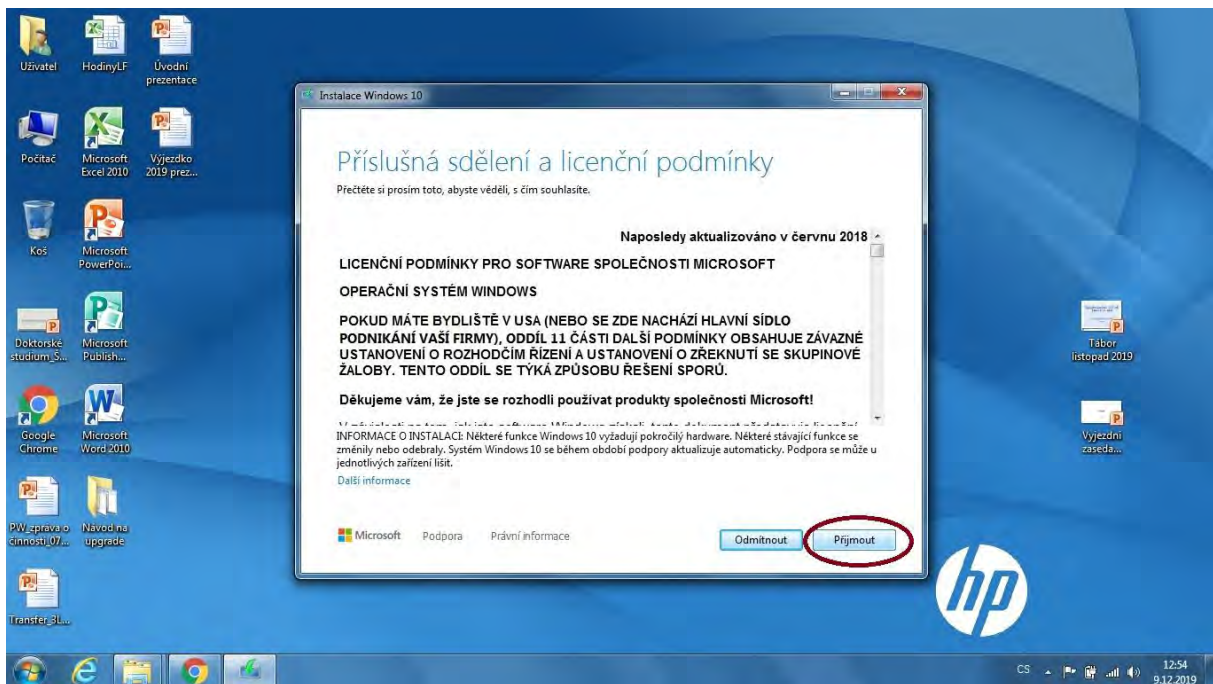 Uživatel
HodinyLF
Úvodní
prezentace
Počítač
Microsoft
Excel 2010
Výjezdko
2019 prez...
Koš
Microsoft
PowerPoi...
Doktorské
studium_Š...
Microsoft
Publish...
Google
Chrome
Microsoft
Word 2010
PW_zpráva o
činnosti_07...
Návod na
upgrade
Transfer_3L...
Instalace Windows 10
Příslušná sdělení a licenční podmínky
Přečtěte si prosím toto, abyste věděli, s čím souhlasíte.
Naposledy aktualizováno v červnu 2018
LICENČNÍ PODMÍNKY PRO SOFTWARE SPOLEČNOSTI MICROSOFT
OPERAČNÍ SYSTÉM WINDOWS
POKUD MÁTE BYDLIŠTĚ V USA (NEBO SE ZDE NACHÁZÍ HLAVNÍ SÍDLO
PODNIKÁNÍ VAŠÍ FIRMY), ODDÍL 11 ČÁSTI DALŠÍ PODMÍNKY OBSAHUJE ZÁVAZNÉ
USTANOVENÍ O ROZHODČÍM ŘÍZENÍ A USTANOVENÍ O ZŘEKNUTÍ SE SKUPINOVÉ
ŽALOBY. TENTO ODDÍL SE TÝKÁ ZPŮSOBU ŘEŠENÍ SPORŮ.
Děkujeme vám, že jste se rozhodli používat produkty společnosti Microsoft!
INFORMACE O INSTALACI: Některé funkce Windows 10 vyžadují pokročilý hardware. Některé stávající funkce se
změnily nebo odebraly. Systém Windows 10 se během období podpory aktualizuje automaticky. Podpora se může u
jednotlivých zařízení lišit.
Další informace
Microsoft Podpora Právní informace
Odmítnout Přijmout
Tábor
listopad 2019
Vyjezdni
zaseda...
hp
CS
12:54
9.12.2019